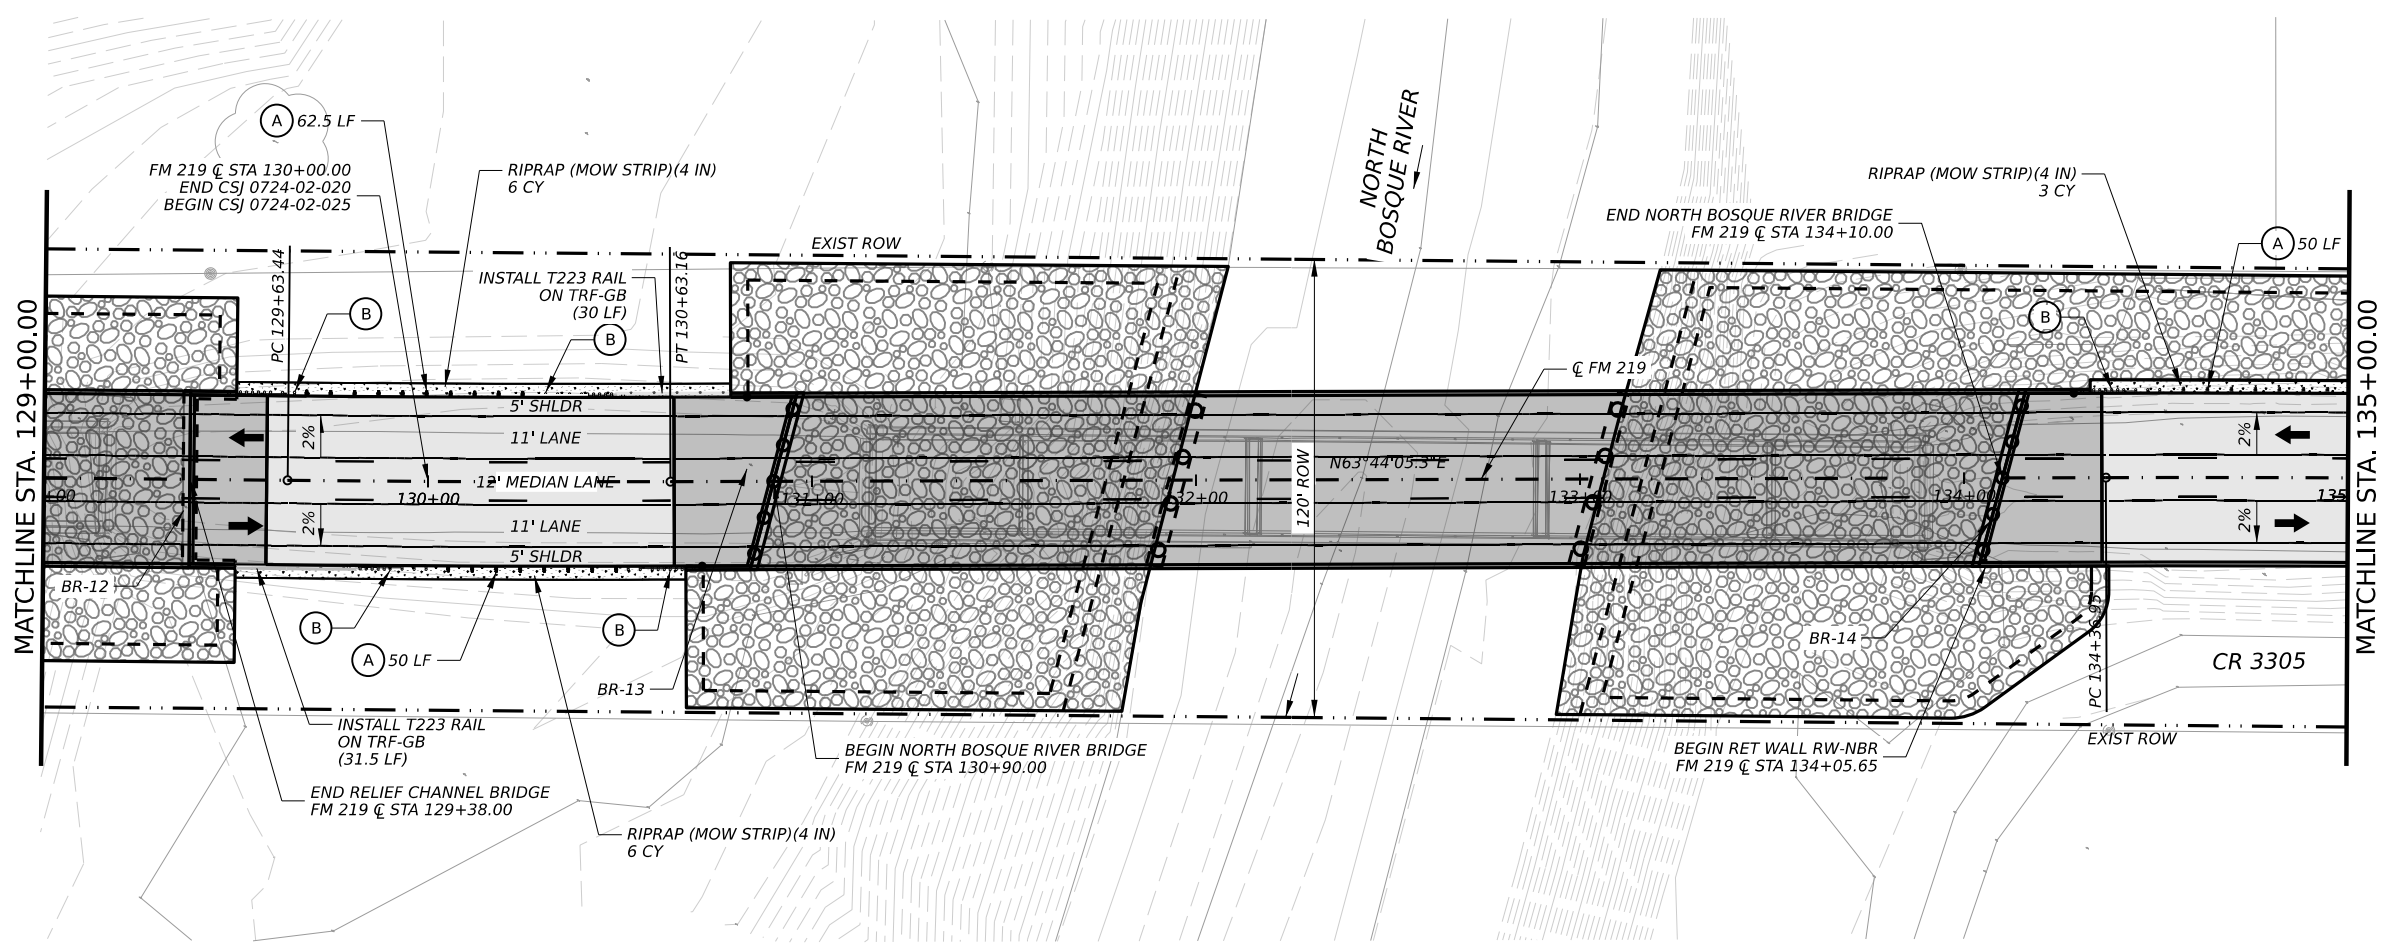 NORTH
BOSQUE RIVER
A 62.5 LF
FM 219 ℄ STA 130+00.00
END CSJ 0724-02-020
BEGIN CSJ 0724-02-025
RIPRAP (MOW STRIP)(4 IN)
6 CY
RIPRAP (MOW STRIP)(4 IN)
3 CY
END NORTH BOSQUE RIVER BRIDGE
FM 219 ℄ STA 134+10.00
A 50 LF
EXIST ROW
PC 129+63.44
PT 130+63.16
INSTALL T223 RAIL
ON TRF-GB
(30 LF)
B
B
B
MATCHLINE STA. 129+00.00
MATCHLINE STA. 135+00.00
℄ FM 219
5' SHLDR
11' LANE
2%
2%
12' MEDIAN LANE
N63°44'05.3"E
120' ROW
+00
130+00
131+00
32+00
133+00
134+00
135
11' LANE
2%
2%
5' SHLDR
BR-12
B
B
A 50 LF
BR-13
BR-14
PC 134+36.95
CR 3305
INSTALL T223 RAIL
ON TRF-GB
(31.5 LF)
BEGIN NORTH BOSQUE RIVER BRIDGE
FM 219 ℄ STA 130+90.00
BEGIN RET WALL RW-NBR
FM 219 ℄ STA 134+05.65
EXIST ROW
END RELIEF CHANNEL BRIDGE
FM 219 ℄ STA 129+38.00
RIPRAP (MOW STRIP)(4 IN)
6 CY